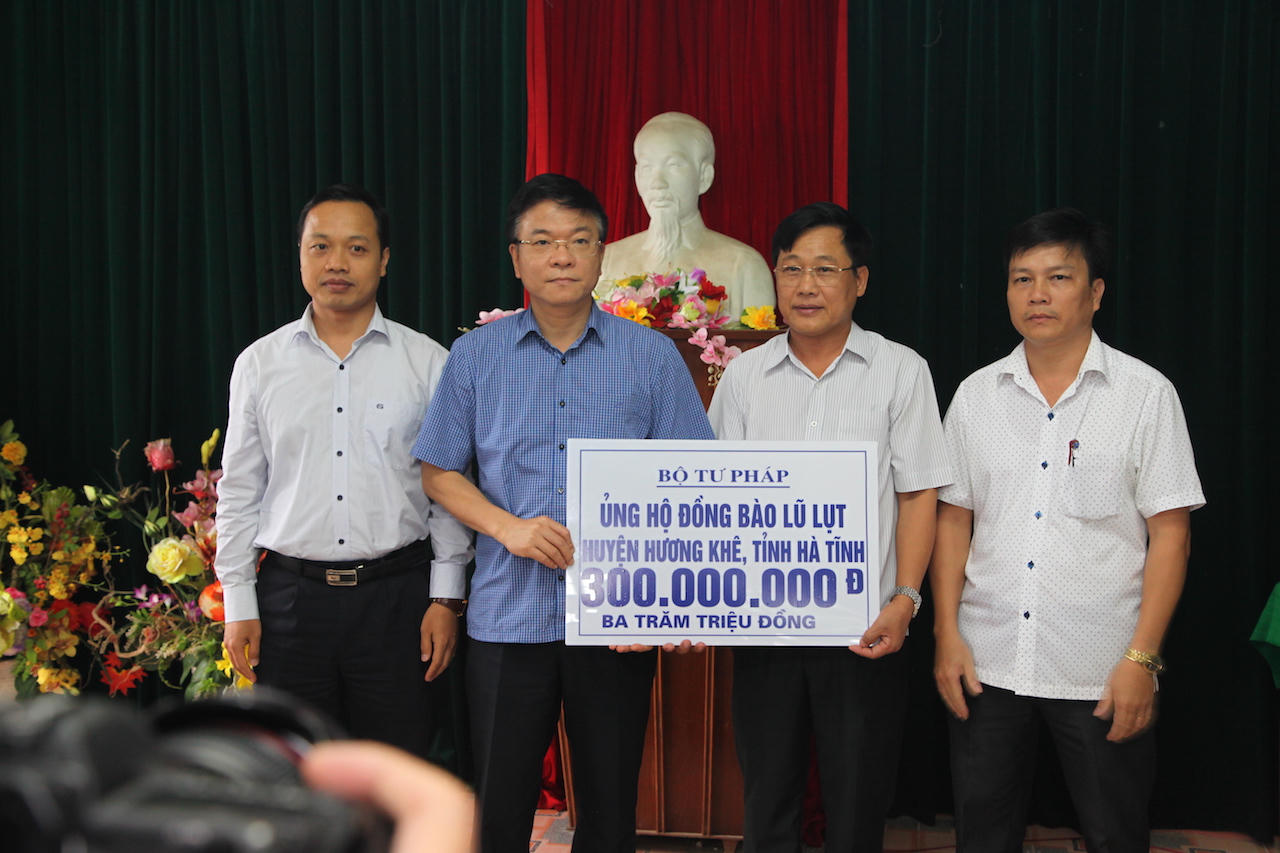 BỘ TƯ PHÁP
ỦNG HỘ ĐỒNG BÀO LŨ LỤT
HUYỆN HƯƠNG KHÊ, TỈNH HÀ TĨNH
300.000.000 Đ
BA TRĂM TRIỆU ĐỒNG